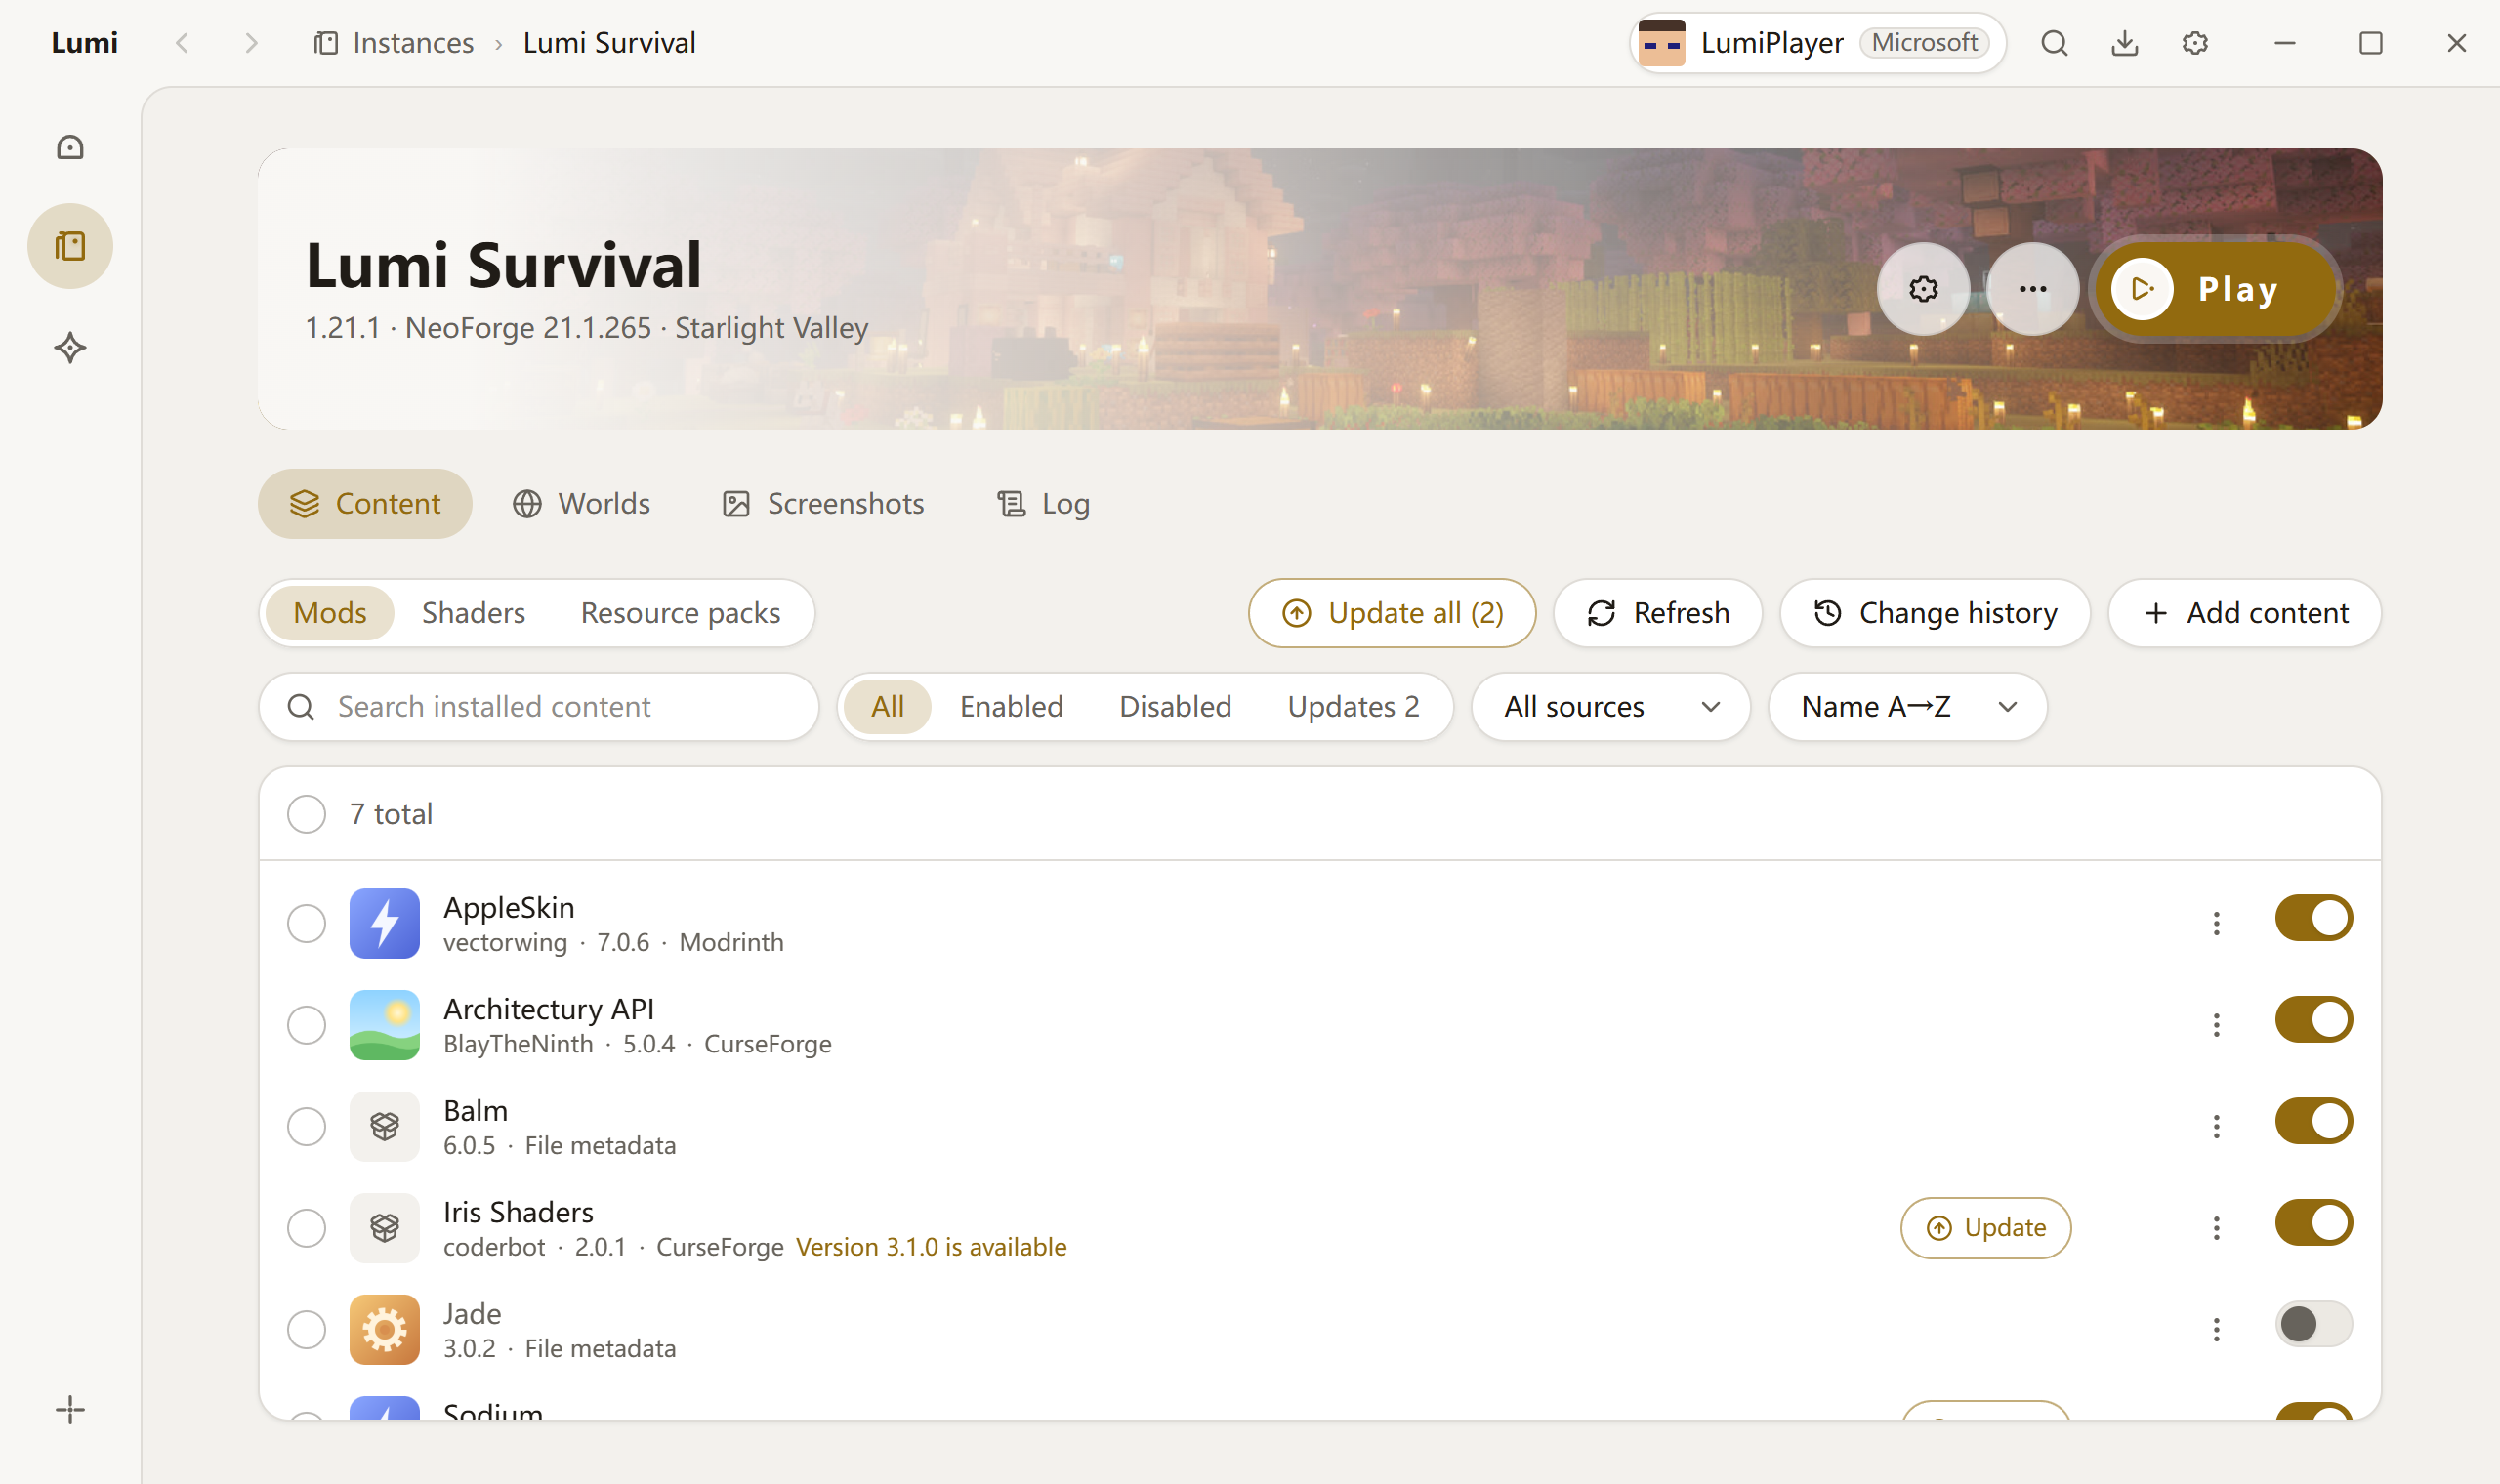 Lumi
Instances › Lumi Survival
LumiPlayer Microsoft
Lumi Survival
1.21.1 · NeoForge 21.1.265 · Starlight Valley
Play
Content Worlds Screenshots Log
Mods Shaders Resource packs
Update all (2) Refresh Change history Add content
Search installed content
All Enabled Disabled Updates 2
All sources
Name A→Z
7 total
AppleSkin
vectorwing · 7.0.6 · Modrinth
Architectury API
BlayTheNinth · 5.0.4 · CurseForge
Balm
6.0.5 · File metadata
Iris Shaders
coderbot · 2.0.1 · CurseForge Version 3.1.0 is available
Update
Jade
3.0.2 · File metadata
Sodium